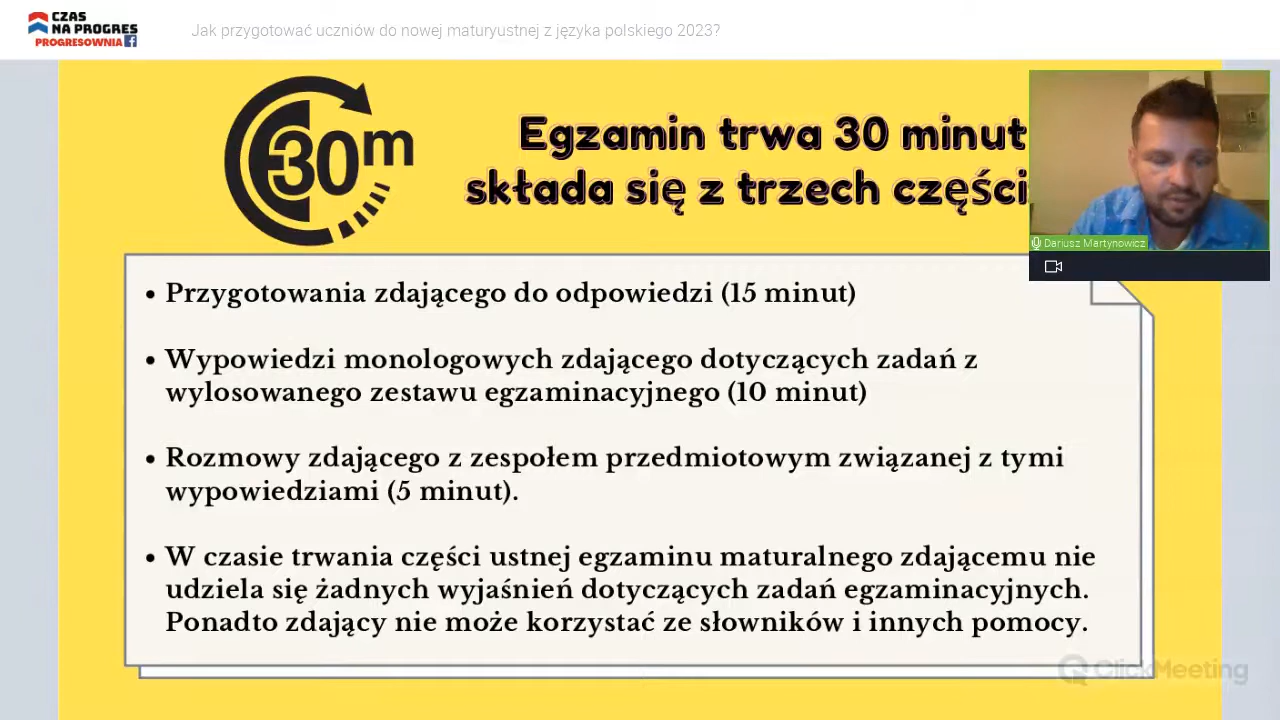 CZAS
NA PROGRES
PROGRESOWNIA f
Jak przygotować uczniów do nowej maturyustnej z języka polskiego 2023?
30m
Egzamin trwa 30 minut
składa się z trzech części
Dariusz Martynowicz
• Przygotowania zdającego do odpowiedzi (15 minut)
• Wypowiedzi monologowych zdającego dotyczących zadań z
wylosowanego zestawu egzaminacyjnego (10 minut)
• Rozmowy zdającego z zespołem przedmiotowym związanej z tymi
wypowiedziami (5 minut).
• W czasie trwania części ustnej egzaminu maturalnego zdającemu nie
udziela się żadnych wyjaśnień dotyczących zadań egzaminacyjnych.
Ponadto zdający nie może korzystać ze słowników i innych pomocy.
ClickMeeting